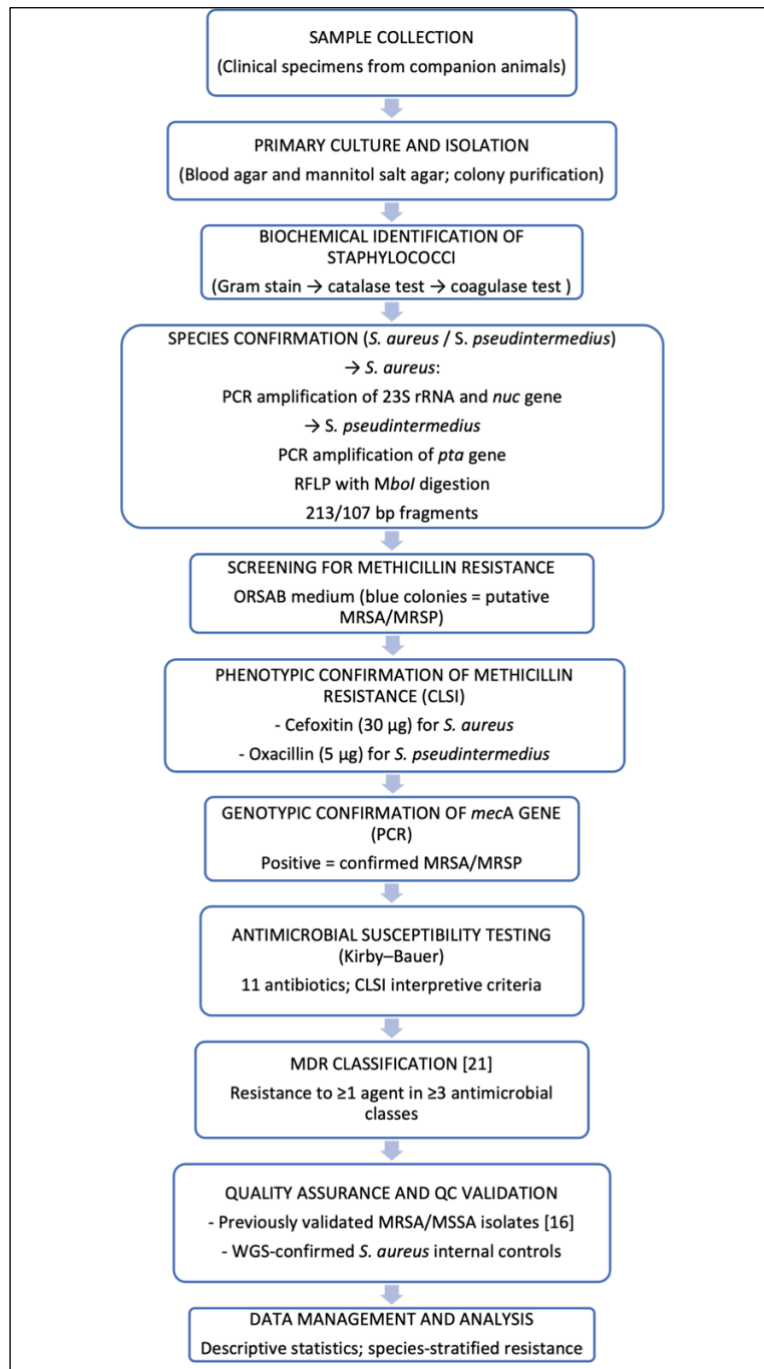 SAMPLE COLLECTION
(Clinical specimens from companion animals)
PRIMARY CULTURE AND ISOLATION
(Blood agar and mannitol salt agar; colony purification)
BIOCHEMICAL IDENTIFICATION OF
STAPHYLOCOCCI
(Gram stain → catalase test → coagulase test )
SPECIES CONFIRMATION (S. aureus / S. pseudintermedius)
→ S. aureus:
PCR amplification of 23S rRNA and nuc gene
→ S. pseudintermedius
PCR amplification of pta gene
RFLP with MboI digestion
213/107 bp fragments
SCREENING FOR METHICILLIN RESISTANCE
ORSAB medium (blue colonies = putative
MRSA/MRSP)
PHENOTYPIC CONFIRMATION OF METHICILLIN
RESISTANCE (CLSI)
- Cefoxitin (30 µg) for S. aureus
- Oxacillin (5 µg) for S. pseudintermedius
GENOTYPIC CONFIRMATION OF mecA GENE
(PCR)
Positive = confirmed MRSA/MRSP
ANTIMICROBIAL SUSCEPTIBILITY TESTING
(Kirby–Bauer)
11 antibiotics; CLSI interpretive criteria
MDR CLASSIFICATION [21]
Resistance to ≥1 agent in ≥3 antimicrobial
classes
QUALITY ASSURANCE AND QC VALIDATION
- Previously validated MRSA/MSSA isolates [16]
- WGS-confirmed S. aureus internal controls
DATA MANAGEMENT AND ANALYSIS
Descriptive statistics; species-stratified resistance